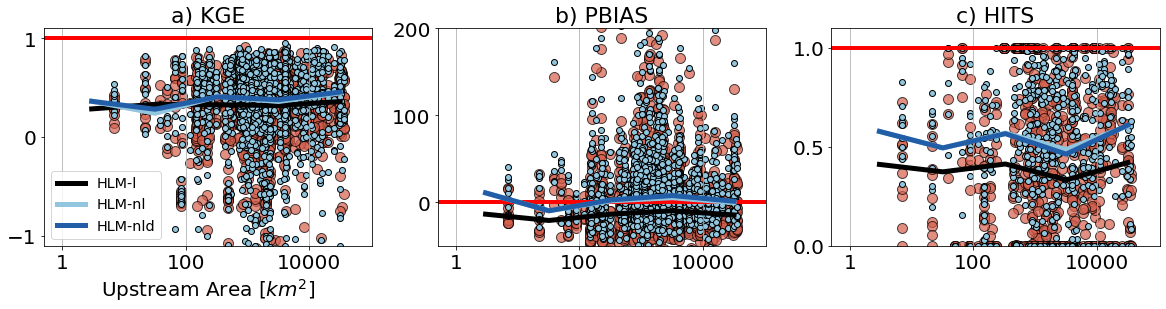 a) KGE
1
0
−1
HLM-l
HLM-nl
HLM-nld
1
100
10000
Upstream Area [km²]
b) PBIAS
200
100
0
1
100
10000
c) HITS
1.0
0.5
0.0
1
100
10000